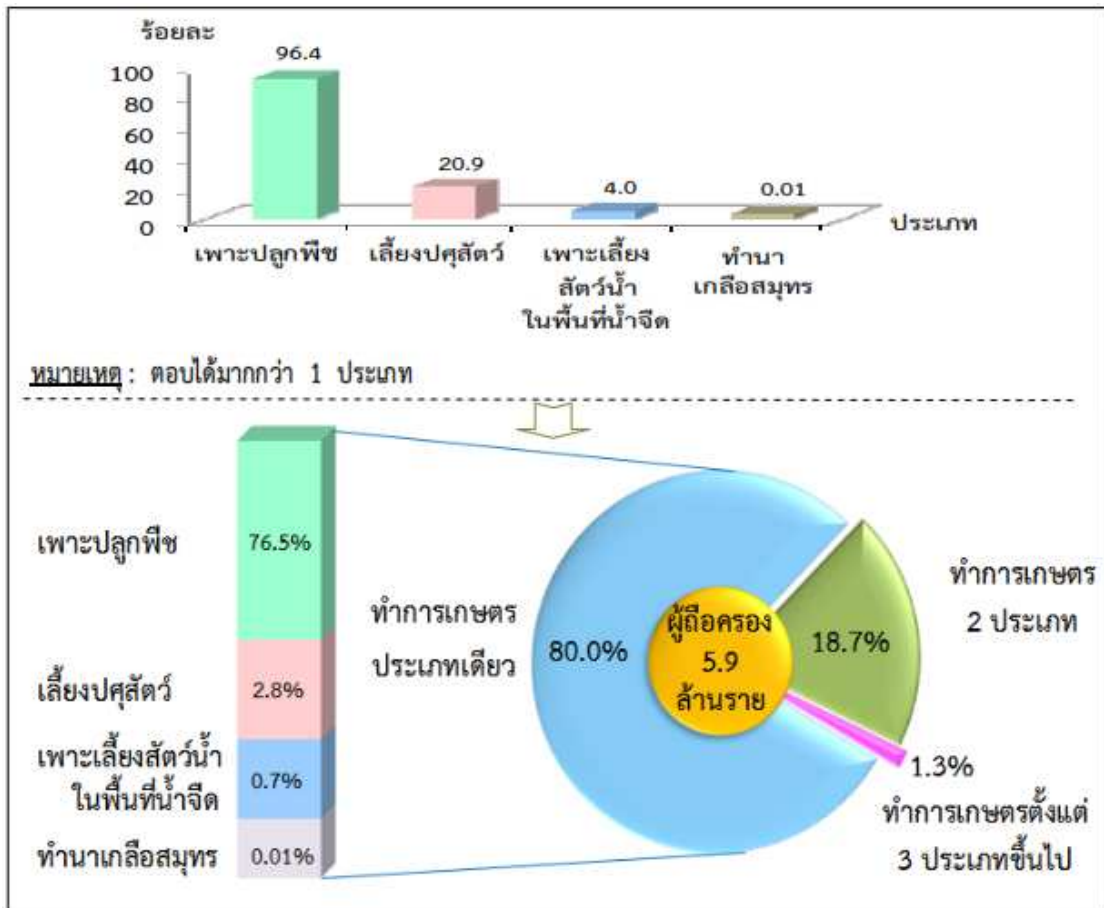 ร้อยละ
96.4
100
80
60
40
20
0
20.9
4.0
0.01
ประเภท
เพาะปลูกพืช
เลี้ยงปศุสัตว์
เพาะเลี้ยง
สัตว์น้ำ
ในพื้นที่น้ำจืด
ทำนา
เกลือสมุทร
หมายเหตุ : ตอบได้มากกว่า 1 ประเภท
เพาะปลูกพืช
76.5%
เลี้ยงปศุสัตว์
2.8%
เพาะเลี้ยงสัตว์น้ำ
ในพื้นที่น้ำจืด
0.7%
ทำนาเกลือสมุทร
0.01%
ทำการเกษตร
ประเภทเดียว
80.0%
ผู้ถือครอง
5.9
ล้านราย
18.7%
ทำการเกษตร
2 ประเภท
1.3%
ทำการเกษตรตั้งแต่
3 ประเภทขึ้นไป